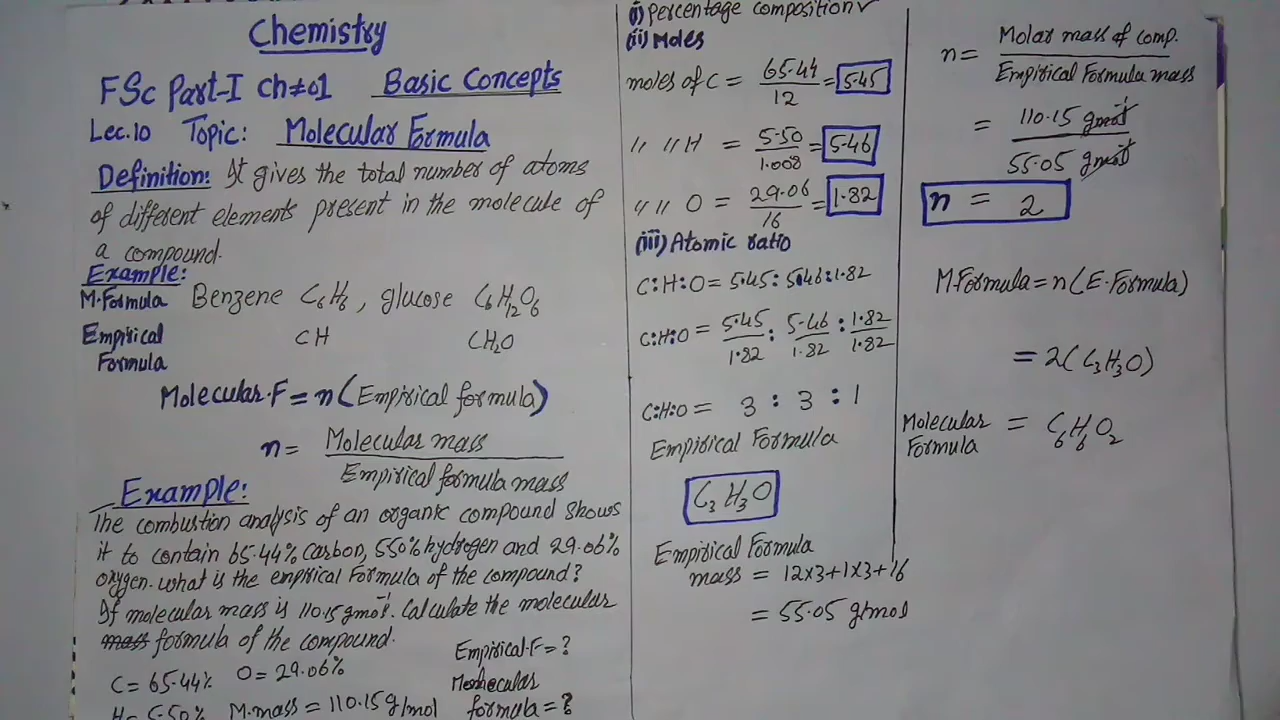 Chemistry
FSc Part-I Ch#01 Basic Concepts
Lec.10 Topic: Molecular Formula
Definition: It gives the total number of atoms
of different elements present in the molecule of
a compound.
Example:
M.Formula Benzene C₆H₆, glucose C₆H₁₂O₆
Empirical CH CH₂O
Formula
Molecular.F = n(Empirical formula)
n = Molecular mass
Empirical formula mass
Example:
The combustion analysis of an organic compound shows
it to contain 65.44% carbon, 5.50% hydrogen and 29.06%
oxygen. what is the empirical Formula of the compound?
If molecular mass is 110.15 gmol⁻¹. Calculate the molecular
mass formula of the compound.
C = 65.44% O = 29.06%
H = 5.50% M.mass = 110.15 g/mol
Empirical.F = ?
Molecular
formula = ?
(i) percentage composition✓
(ii) Moles
moles of C = 65.44/12 = 5.45
〃 〃 H = 5.50/1.008 = 5.46
〃 〃 O = 29.06/16 = 1.82
(iii) Atomic ratio
C:H:O = 5.45 : 5.46 : 1.82
C:H:O = 5.45/1.82 : 5.46/1.82 : 1.82/1.82
C:H:O = 3 : 3 : 1
Empirical Formula
C₃H₃O
Empirical Formula
mass = 12×3+1×3+16
= 55.05 g/mol
n = Molar mass of comp.
Empirical Formula mass
= 110.15 gmol⁻¹
55.05 gmol⁻¹
n = 2
M.Formula = n(E.Formula)
= 2(C₃H₃O)
Molecular = C₆H₆O₂
Formula